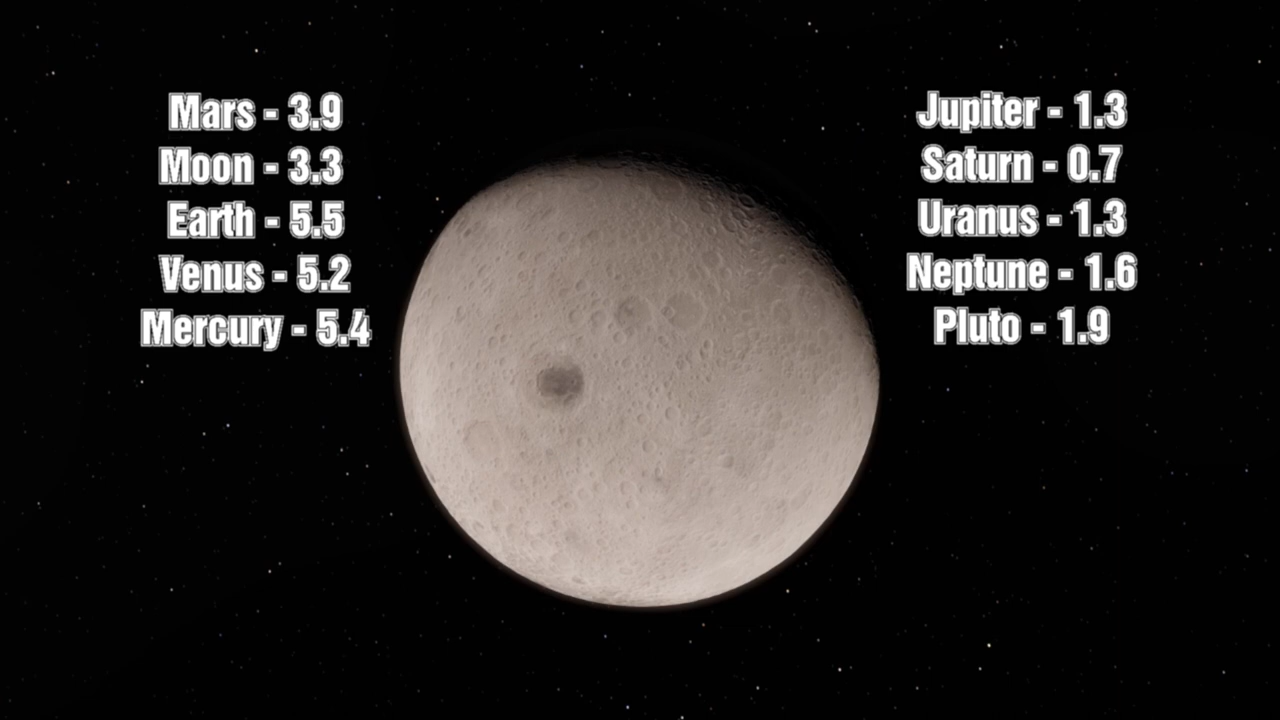 Mars - 3.9
Moon - 3.3
Earth - 5.5
Venus - 5.2
Mercury - 5.4
Jupiter - 1.3
Saturn - 0.7
Uranus - 1.3
Neptune - 1.6
Pluto - 1.9